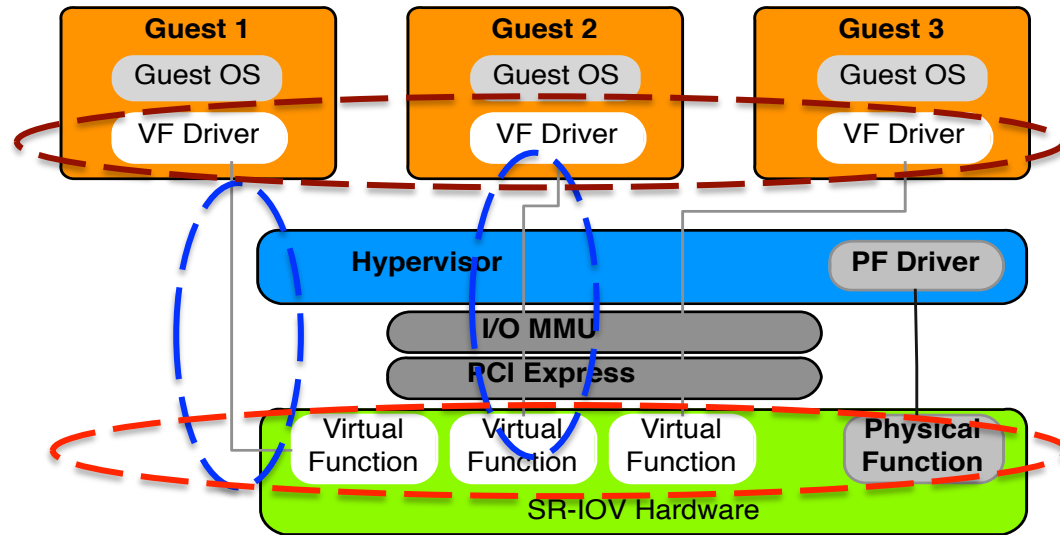 Guest 1
Guest 2
Guest 3
Guest OS
Guest OS
Guest OS
VF Driver
VF Driver
VF Driver
Hypervisor
PF Driver
I/O MMU
PCI Express
Virtual
Function
Virtual
Function
Virtual
Function
Physical
Function
SR-IOV Hardware